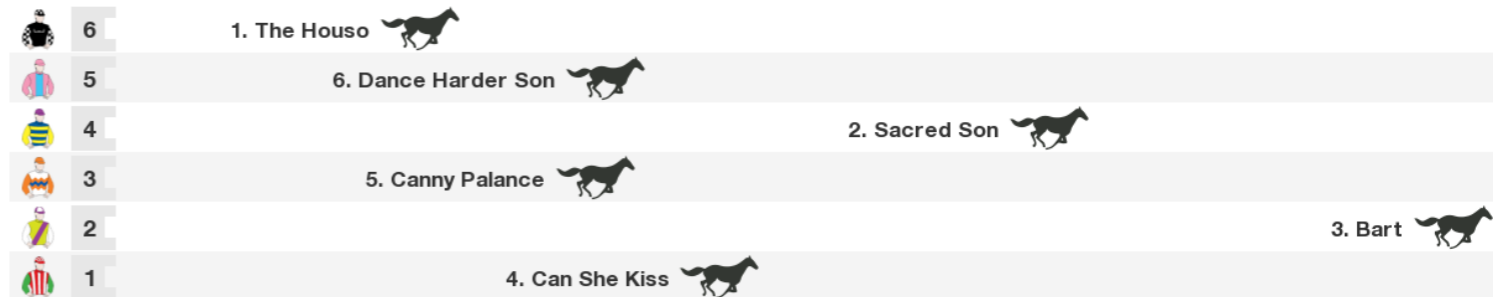 6 1. The Houso
5 6. Dance Harder Son
4 2. Sacred Son
3 5. Canny Palance
2 3. Bart
1 4. Can She Kiss